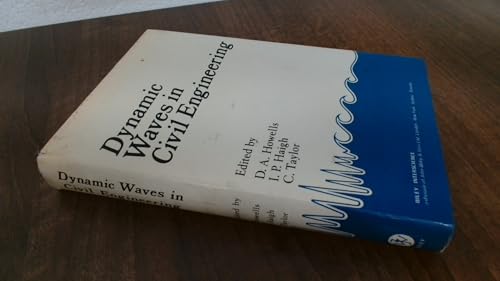 Dynamic
Waves in
Civil Engineering
Edited by
D. A. Howells
I. P. Haigh
C. Taylor
WILEY INTERSCIENCE
Dynamic Waves in
Civil Engineering